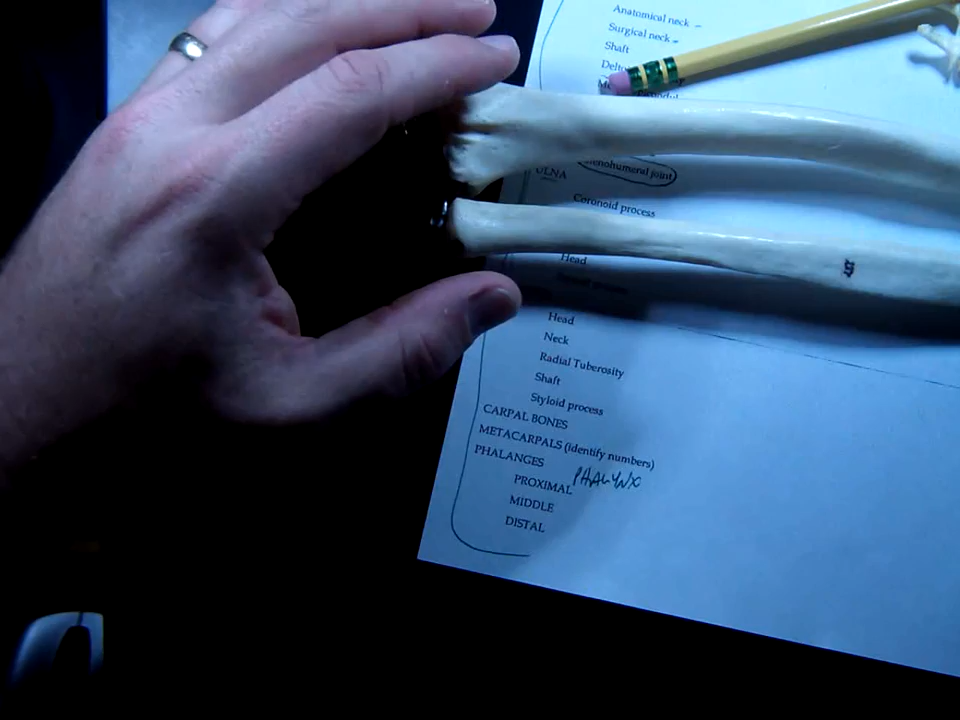 Anatomical neck -
Surgical neck -
Shaft
ULNA
Glenohumeral joint
Coronoid process
Head
Head
Neck
Radial Tuberosity
Shaft
Styloid process
CARPAL BONES
METACARPALS (identify numbers)
PHALANGES
PHALYNX
PROXIMAL
MIDDLE
DISTAL